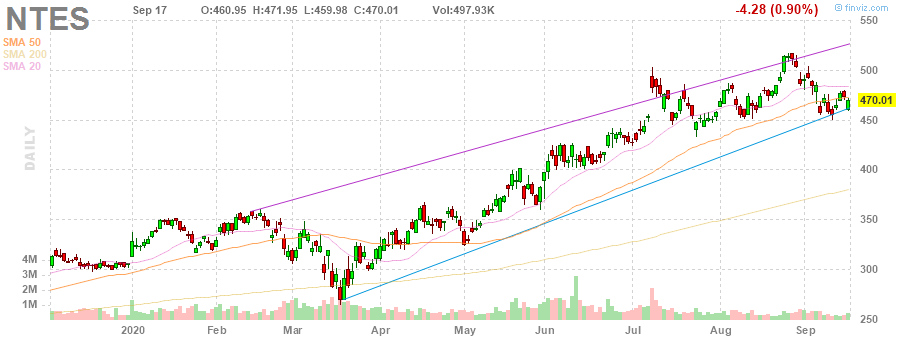 NTES
Sep 17 O:460.95 H:471.95 L:459.98 C:470.01 Vol:497.93K
-4.28 (0.90%)
© finviz.com
SMA 50
SMA 200
SMA 20
DAILY
550
500
470.01
450
400
350
300
250
4M
3M
2M
1M
2020 Feb Mar Apr May Jun Jul Aug Sep